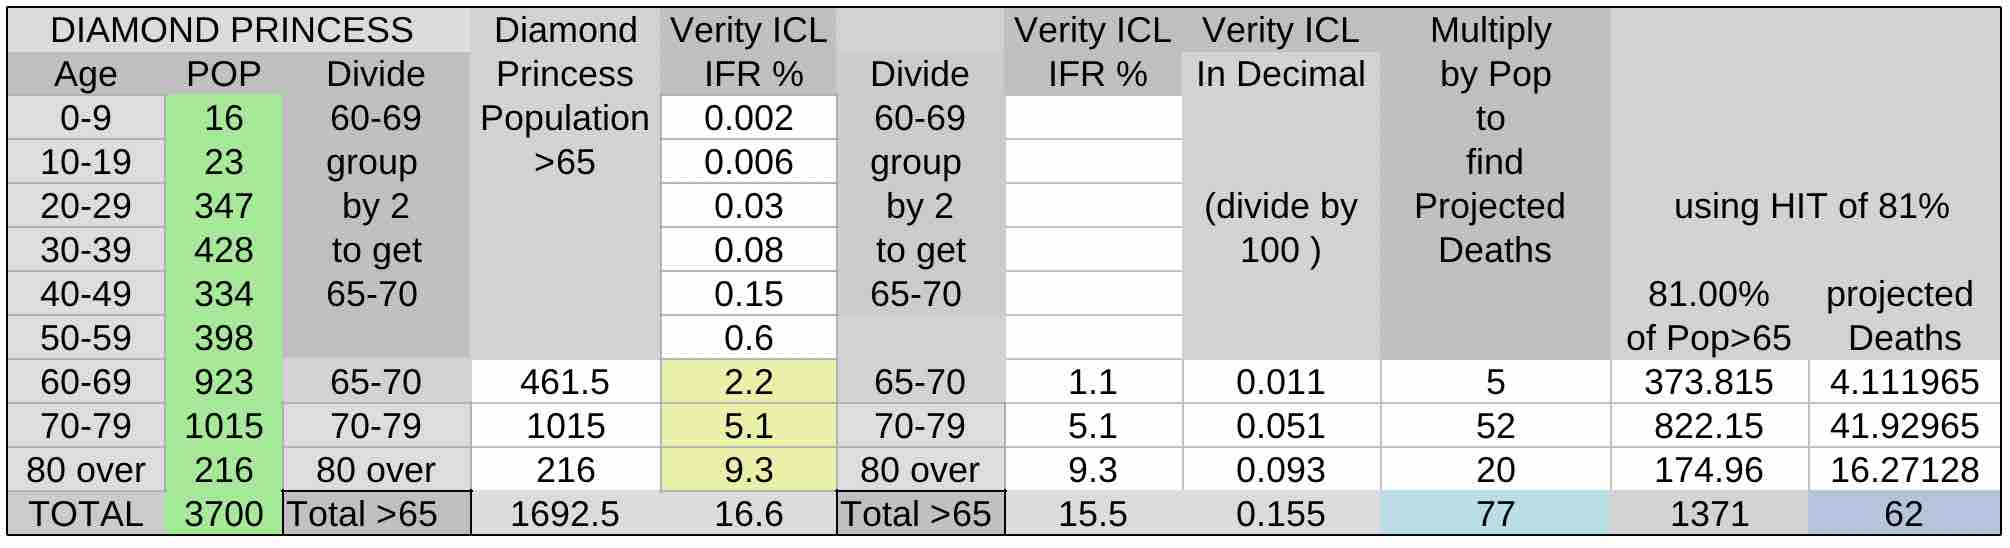 DIAMOND PRINCESS Diamond Verity ICL Verity ICL Verity ICL Multiply
Age POP Divide Princess IFR % Divide IFR % In Decimal by Pop
0-9 16 60-69 Population 0.002 60-69 to
10-19 23 group >65 0.006 group find
20-29 347 by 2 0.03 by 2 (divide by Projected using HIT of 81%
30-39 428 to get 0.08 to get 100 ) Deaths
40-49 334 65-70 0.15 65-70 81.00% projected
50-59 398 0.6 of Pop>65 Deaths
60-69 923 65-70 461.5 2.2 65-70 1.1 0.011 5 373.815 4.111965
70-79 1015 70-79 1015 5.1 70-79 5.1 0.051 52 822.15 41.92965
80 over 216 80 over 216 9.3 80 over 9.3 0.093 20 174.96 16.27128
TOTAL 3700 Total >65 1692.5 16.6 Total >65 15.5 0.155 77 1371 62